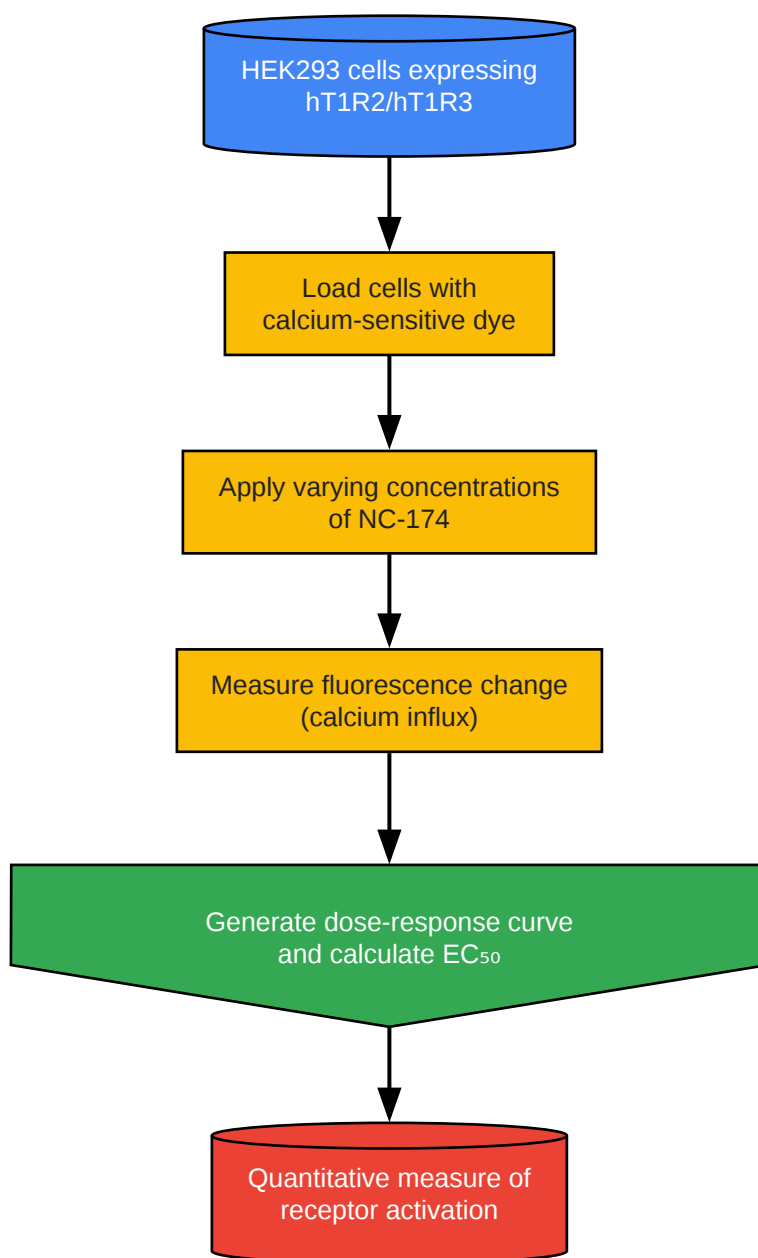 HEK293 cells expressing
hT1R2/hT1R3
Load cells with
calcium-sensitive dye
Apply varying concentrations
of NC-174
Measure fluorescence change
(calcium influx)
Generate dose-response curve
and calculate EC₅₀
Quantitative measure of
receptor activation